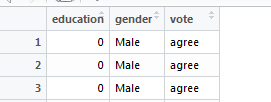 education gender vote
1 0 Male agree
2 0 Male agree
3 0 Male agree